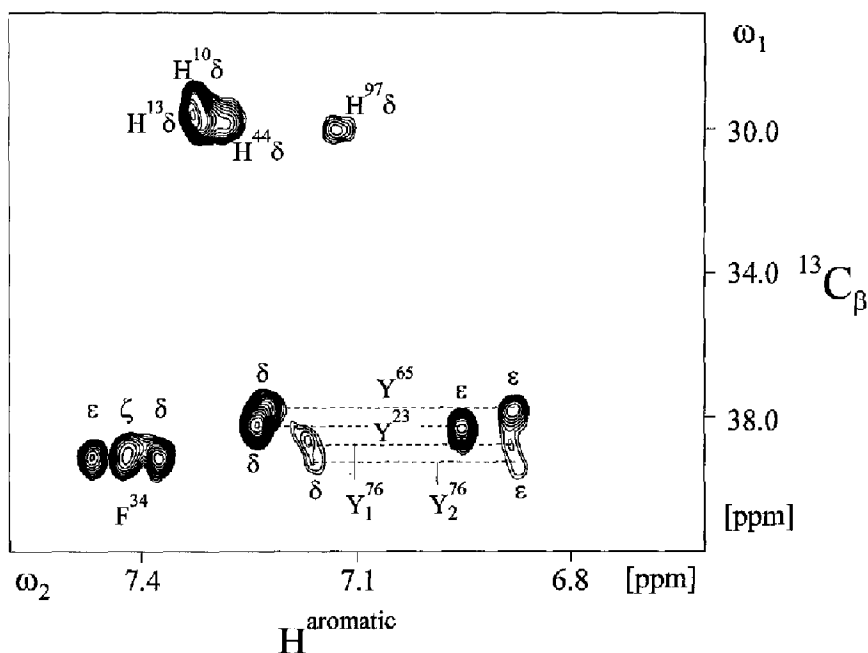 ω₁
H¹⁰δ
H¹³δ
H⁹⁷δ
H⁴⁴δ
30.0
34.0
¹³Cβ
δ Y⁶⁵ ε ε
ε ζ δ
Y²³
38.0
δ
δ ε
F³⁴
Y₁⁷⁶ Y₂⁷⁶
[ppm]
ω₂ 7.4 7.1 6.8 [ppm]
H^aromatic